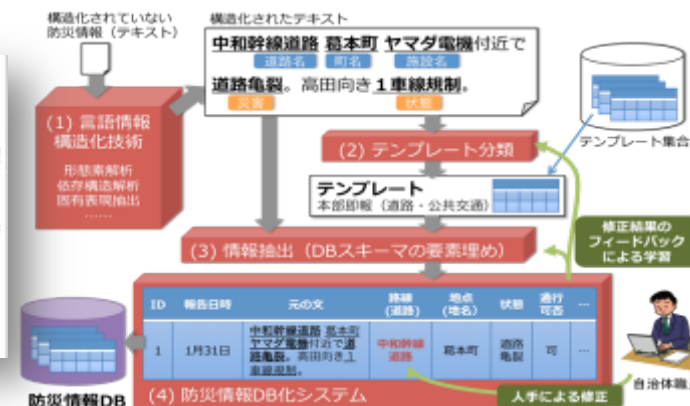 構造化されていない
防災情報（テキスト）
構造化されたテキスト
中和幹線道路 葛本町 ヤマダ電機付近で
道路名 町名 施設名
道路亀裂。高田向き１車線規制。
災害 状態
(1) 言語情報
構造化技術
形態素解析
依存構造解析
固有表現抽出
……
(2) テンプレート分類
テンプレート集合
テンプレート
本部即報（道路・公共交通）
(3) 情報抽出（DBスキーマの要素埋め）
修正結果の
フィードバック
による学習
ID 報告日時 元の文 路線 地点 状態 通行 …
(道路) (地名) 可否
1 1月31日 中和幹線道路 葛本町 ヤマダ電機付近で道路亀裂。高田向き1車線規制。 中和幹線道路 葛本町 道路亀裂 可 …
防災情報DB
(4) 防災情報DB化システム
人手による修正
自治体職